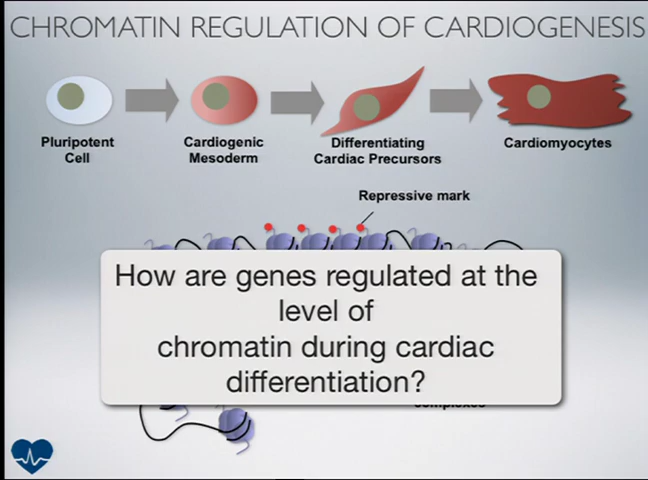 CHROMATIN REGULATION OF CARDIOGENESIS
Pluripotent
Cell
Cardiogenic
Mesoderm
Differentiating
Cardiac Precursors
Cardiomyocytes
Repressive mark
How are genes regulated at the
level of
chromatin during cardiac
differentiation?
complexes